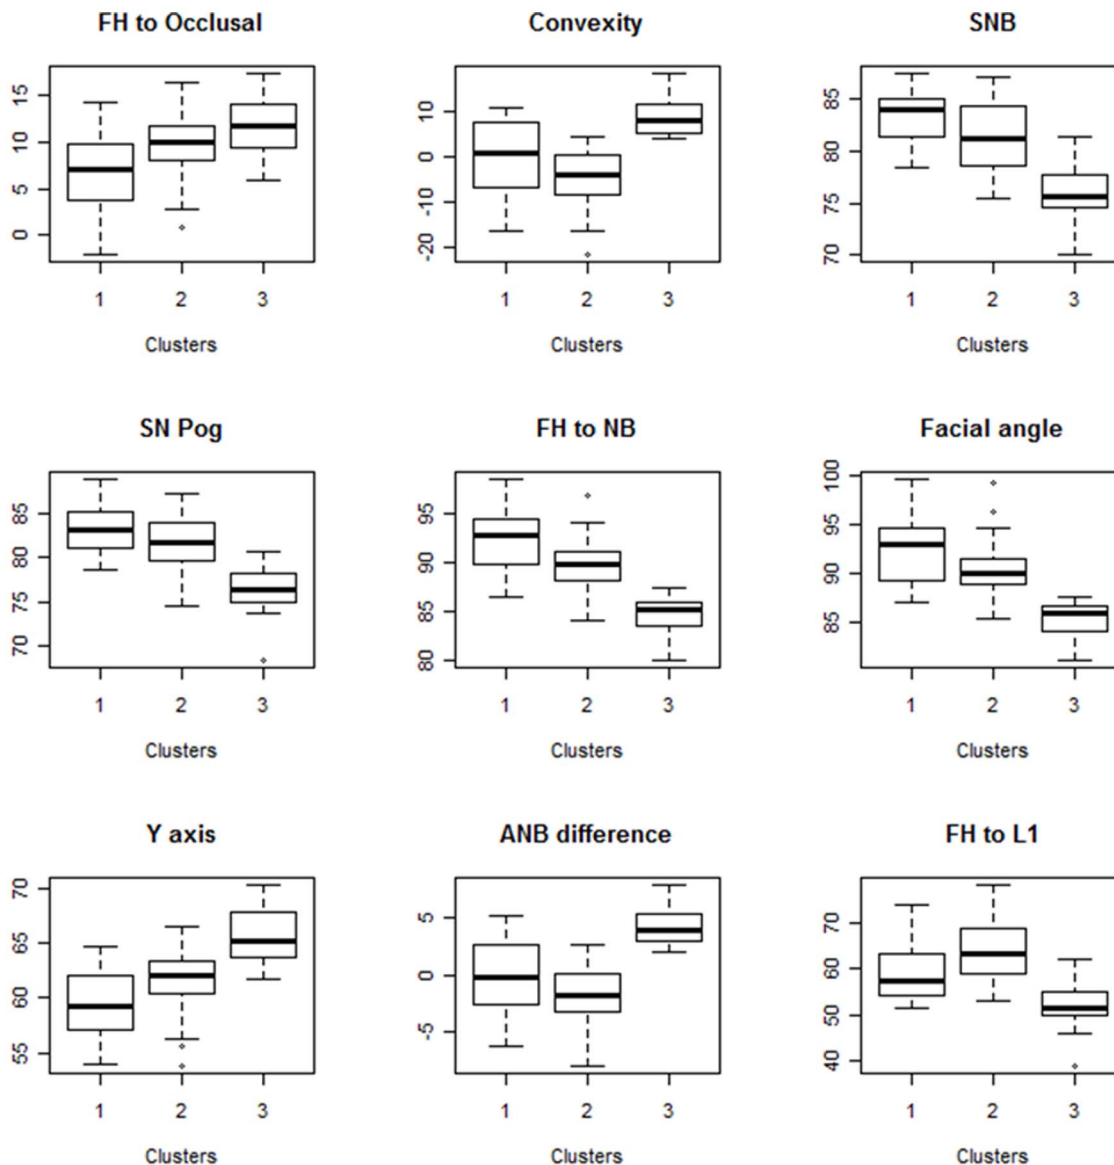 FH to Occlusal
15
10
5
0
1 2 3
Clusters
Convexity
10
0
-10
-20
1 2 3
Clusters
SNB
85
80
75
70
1 2 3
Clusters
SN Pog
85
80
75
70
1 2 3
Clusters
FH to NB
95
90
85
80
1 2 3
Clusters
Facial angle
100
95
90
85
1 2 3
Clusters
Y axis
70
65
60
55
1 2 3
Clusters
ANB difference
5
0
-5
1 2 3
Clusters
FH to L1
70
60
50
40
1 2 3
Clusters